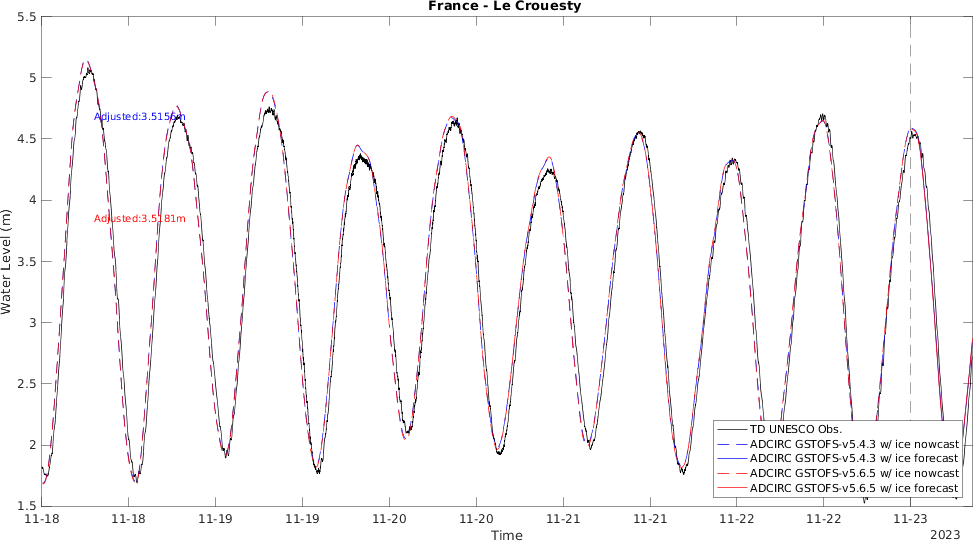 France - Le Crouesty
5.5
5
4.5
4
3.5
3
2.5
2
1.5
Water Level (m)
Adjusted:3.5156m
Adjusted:3.5181m
TD UNESCO Obs.
ADCIRC GSTOFS-v5.4.3 w/ ice nowcast
ADCIRC GSTOFS-v5.4.3 w/ ice forecast
ADCIRC GSTOFS-v5.6.5 w/ ice nowcast
ADCIRC GSTOFS-v5.6.5 w/ ice forecast
11-18 11-18 11-19 11-19 11-20 11-20 11-21 11-21 11-22 11-22 11-23
Time
2023